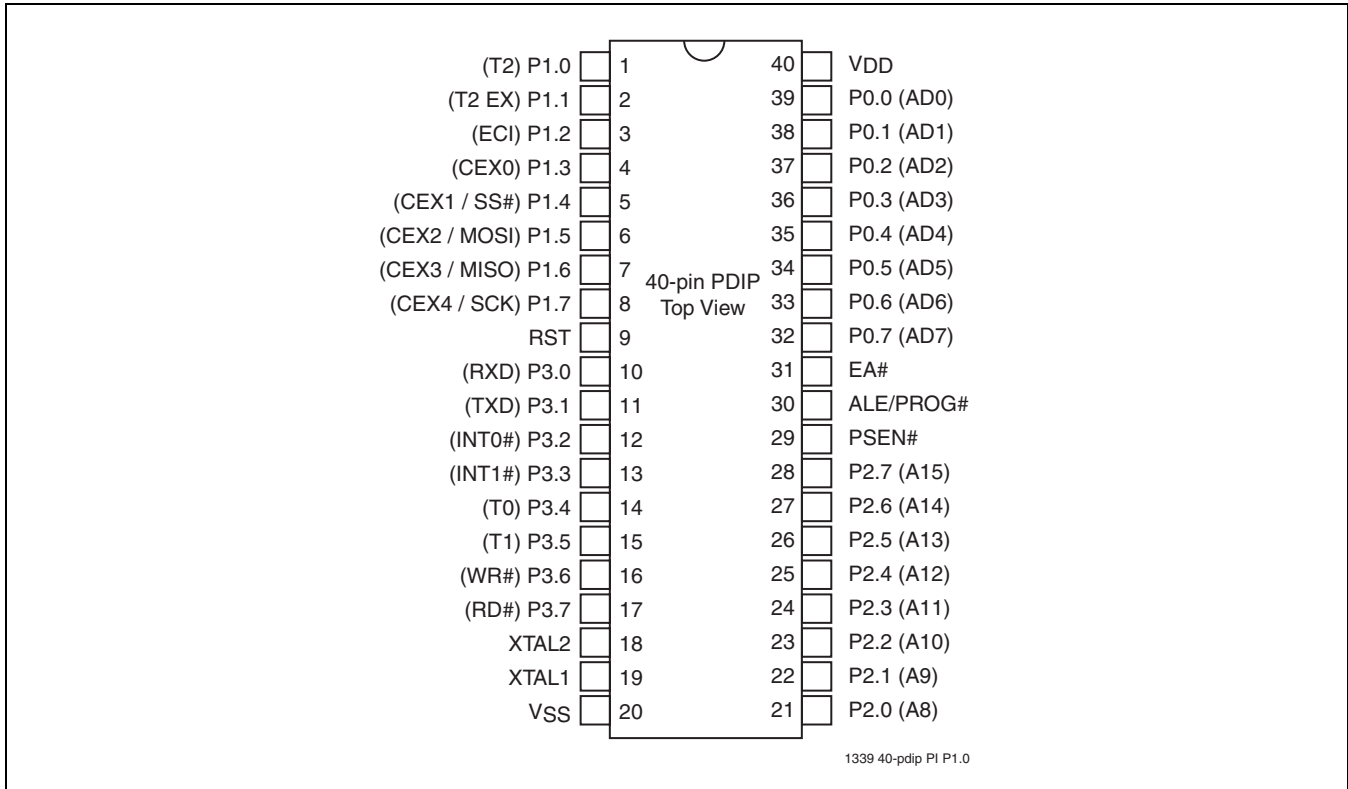 (T2) P1.0 1 40 VDD
(T2 EX) P1.1 2 39 P0.0 (AD0)
(ECI) P1.2 3 38 P0.1 (AD1)
(CEX0) P1.3 4 37 P0.2 (AD2)
(CEX1 / SS#) P1.4 5 36 P0.3 (AD3)
(CEX2 / MOSI) P1.5 6 35 P0.4 (AD4)
(CEX3 / MISO) P1.6 7 34 P0.5 (AD5)
40-pin PDIP
Top View
(CEX4 / SCK) P1.7 8 33 P0.6 (AD6)
RST 9 32 P0.7 (AD7)
(RXD) P3.0 10 31 EA#
(TXD) P3.1 11 30 ALE/PROG#
(INT0#) P3.2 12 29 PSEN#
(INT1#) P3.3 13 28 P2.7 (A15)
(T0) P3.4 14 27 P2.6 (A14)
(T1) P3.5 15 26 P2.5 (A13)
(WR#) P3.6 16 25 P2.4 (A12)
(RD#) P3.7 17 24 P2.3 (A11)
XTAL2 18 23 P2.2 (A10)
XTAL1 19 22 P2.1 (A9)
VSS 20 21 P2.0 (A8)
1339 40-pdip PI P1.0